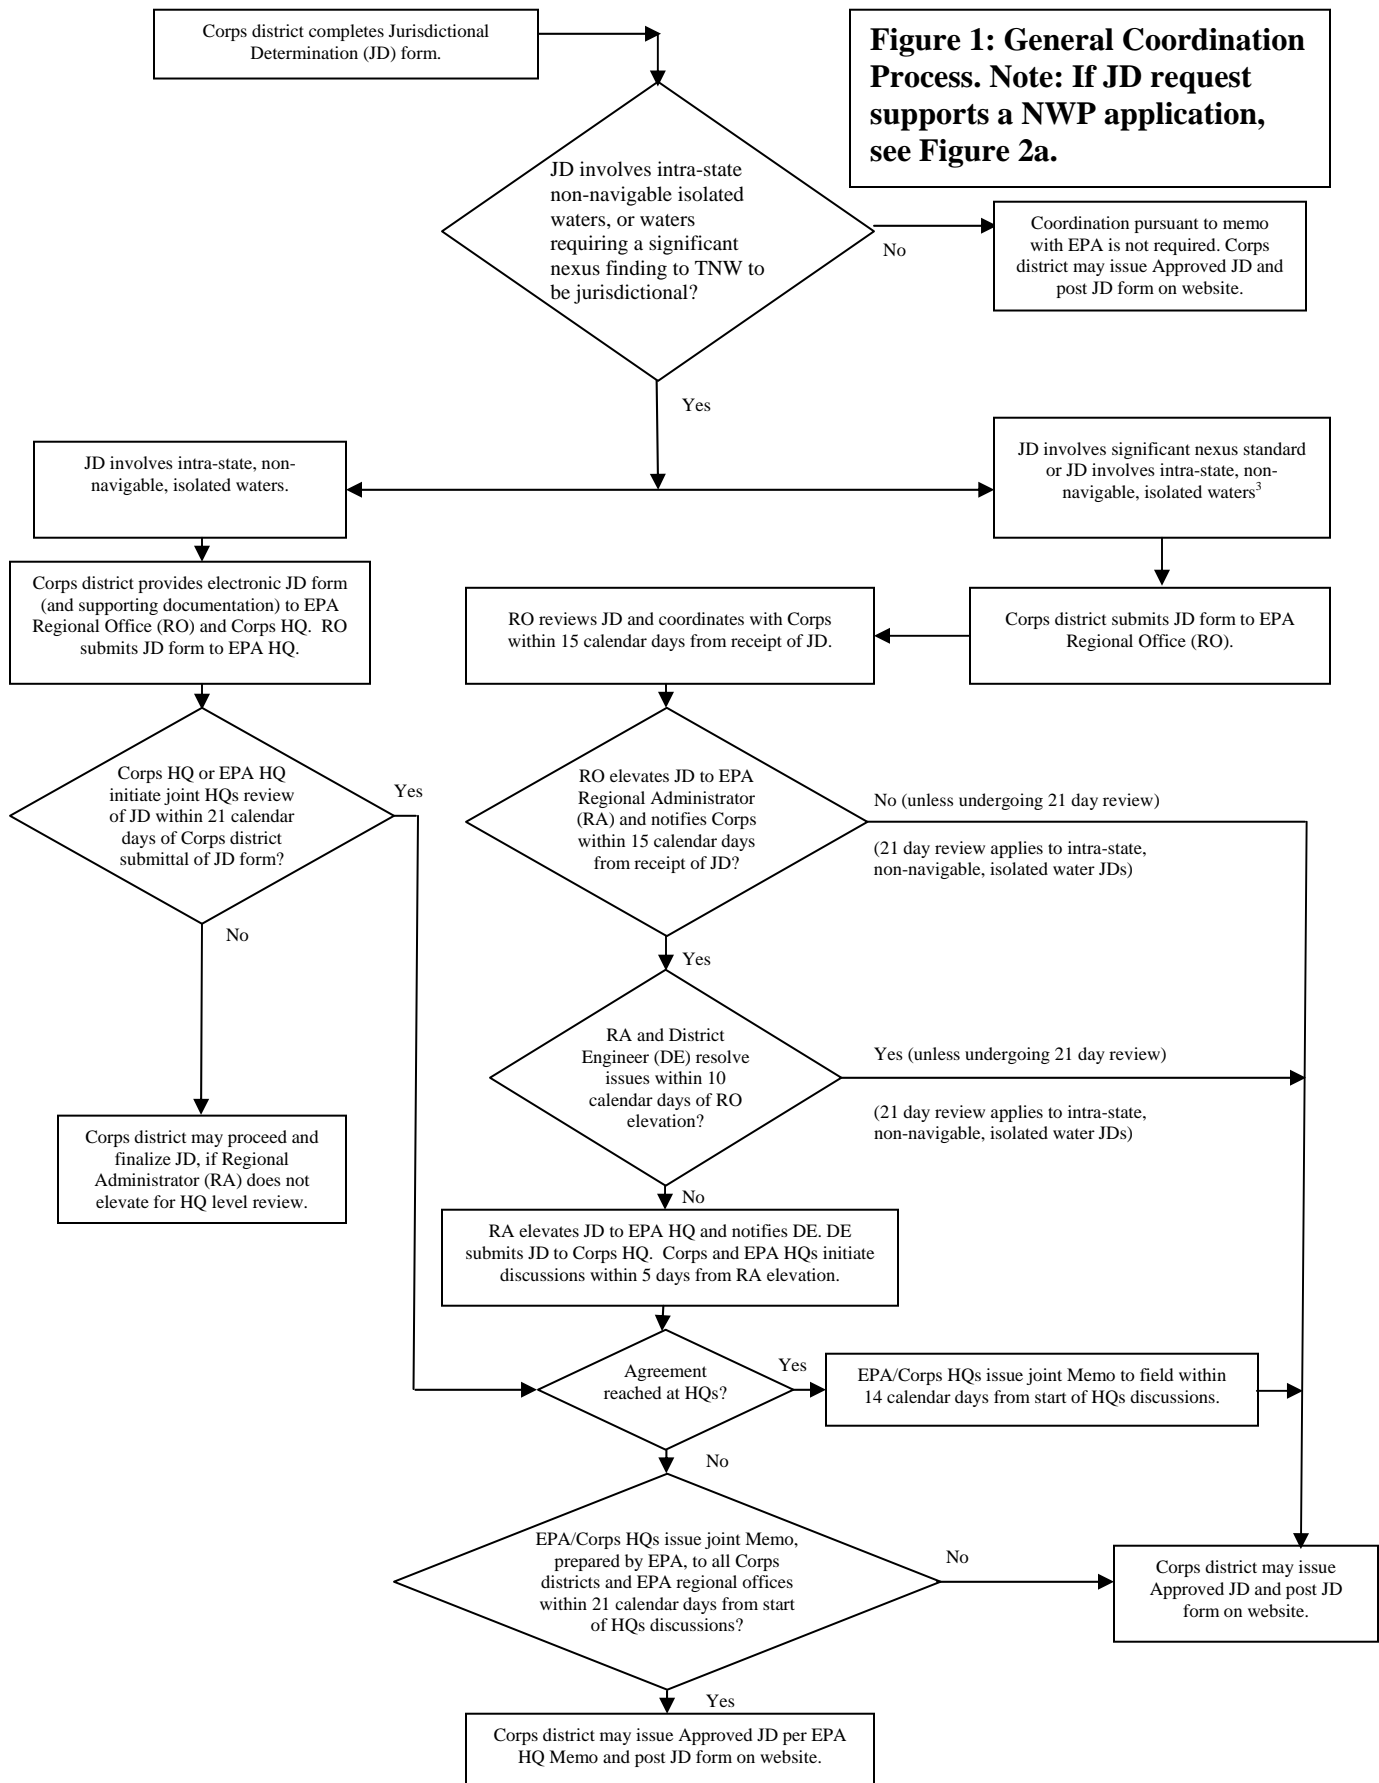 Corps district completes Jurisdictional
Determination (JD) form.
Figure 1: General Coordination
Process. Note: If JD request
supports a NWP application,
see Figure 2a.
JD involves intra-state
non-navigable isolated
waters, or waters
requiring a significant
nexus finding to TNW to
be jurisdictional?
No
Coordination pursuant to memo
with EPA is not required. Corps
district may issue Approved JD and
post JD form on website.
Yes
JD involves intra-state, non-
navigable, isolated waters.
JD involves significant nexus standard
or JD involves intra-state, non-
navigable, isolated waters³
Corps district provides electronic JD form
(and supporting documentation) to EPA
Regional Office (RO) and Corps HQ.  RO
submits JD form to EPA HQ.
RO reviews JD and coordinates with Corps
within 15 calendar days from receipt of JD.
Corps district submits JD form to EPA
Regional Office (RO).
Corps HQ or EPA HQ
initiate joint HQs review
of JD within 21 calendar
days of Corps district
submittal of JD form?
Yes
No
RO elevates JD to EPA
Regional Administrator
(RA) and notifies Corps
within 15 calendar days
from receipt of JD?
No (unless undergoing 21 day review)
(21 day review applies to intra-state,
non-navigable, isolated water JDs)
Yes
RA and District
Engineer (DE) resolve
issues within 10
calendar days of RO
elevation?
Yes (unless undergoing 21 day review)
(21 day review applies to intra-state,
non-navigable, isolated water JDs)
No
Corps district may proceed and
finalize JD, if Regional
Administrator (RA) does not
elevate for HQ level review.
RA elevates JD to EPA HQ and notifies DE. DE
submits JD to Corps HQ.  Corps and EPA HQs initiate
discussions within 5 days from RA elevation.
Agreement
reached at HQs?
Yes
EPA/Corps HQs issue joint Memo to field within
14 calendar days from start of HQs discussions.
No
EPA/Corps HQs issue joint Memo,
prepared by EPA, to all Corps
districts and EPA regional offices
within 21 calendar days from start
of HQs discussions?
No
Corps district may issue
Approved JD and post JD
form on website.
Yes
Corps district may issue Approved JD per EPA
HQ Memo and post JD form on website.